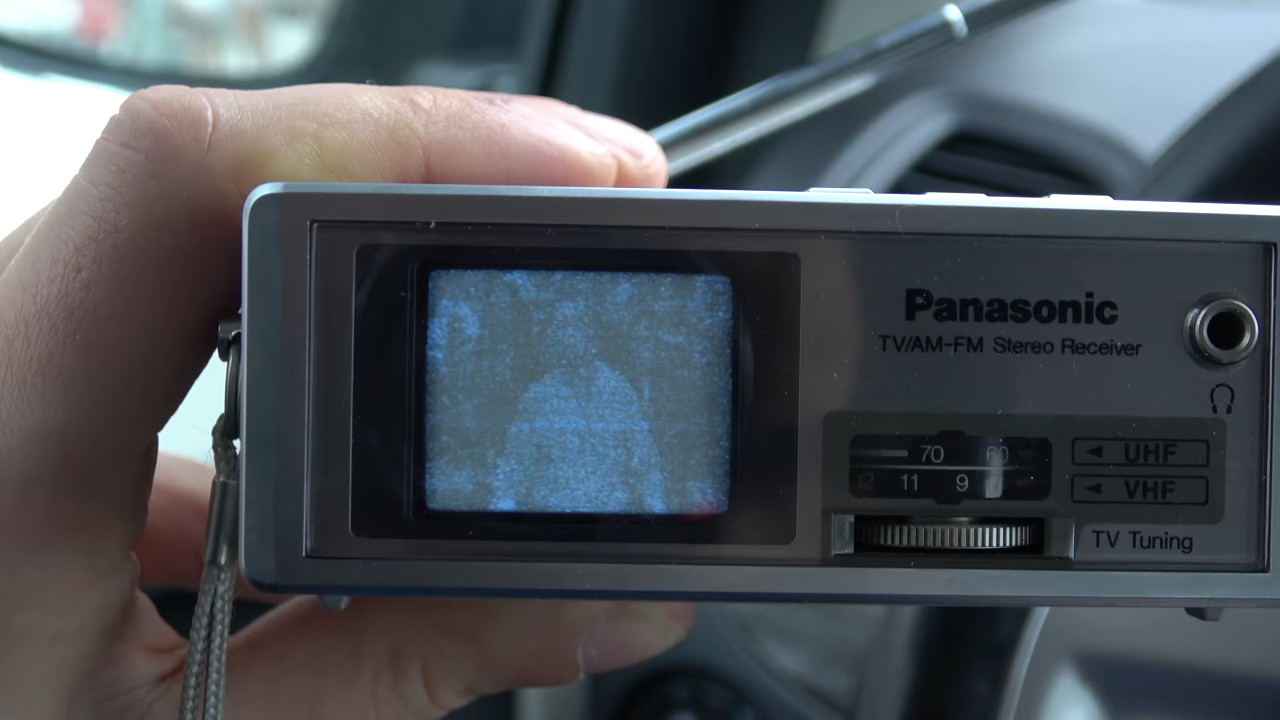 Panasonic
TV/AM-FM Stereo Receiver
70 60
12 11 9
UHF
VHF
TV Tuning